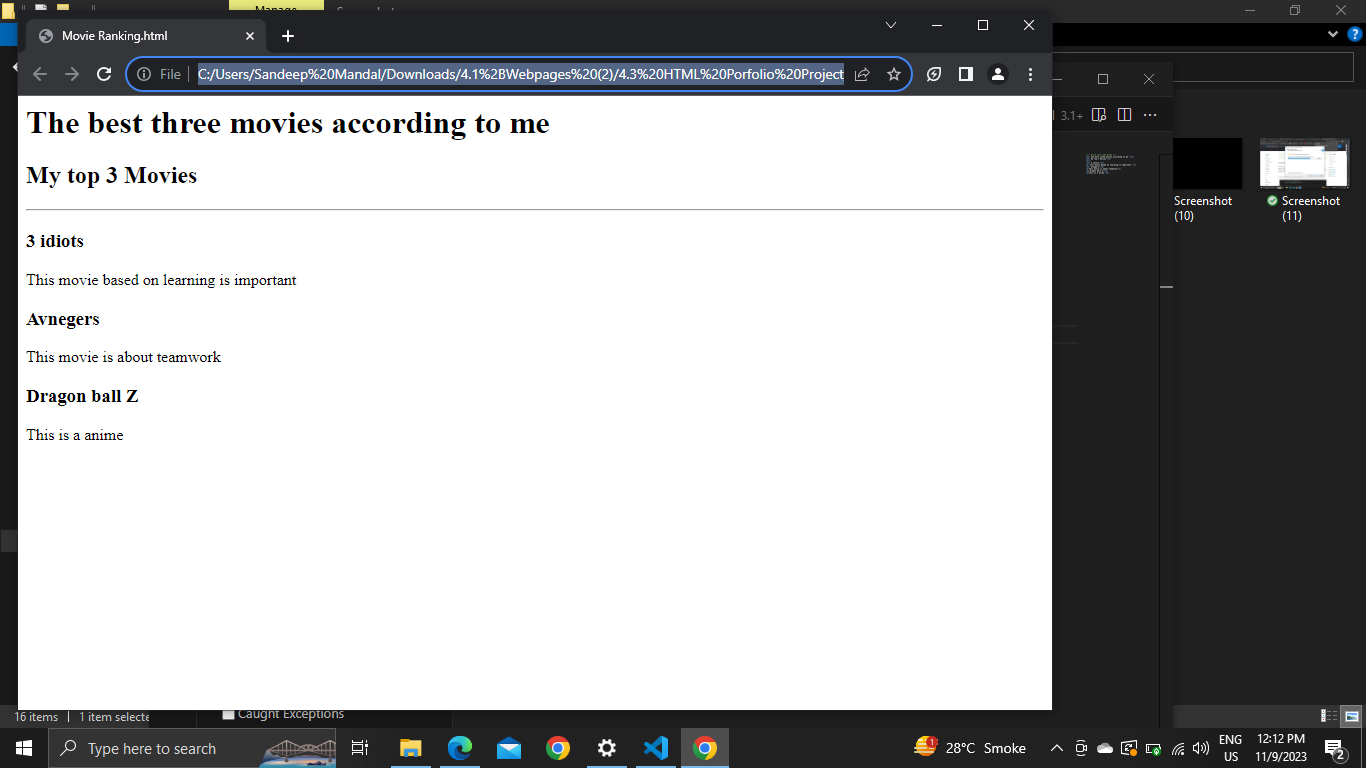 Manage
Movie Ranking.html
File
C:/Users/Sandeep%20Mandal/Downloads/4.1%2BWebpages%20(2)/4.3%20HTML%20Porfolio%20Project
The best three movies according to me
My top 3 Movies
3 idiots
This movie based on learning is important
Avnegers
This movie is about teamwork
Dragon ball Z
This is a anime
3.1+
Screenshot
(10)
Screenshot
(11)
16 items
1 item selecte
Caught Exceptions
Type here to search
1
28°C Smoke
ENG
US
12:12 PM
11/9/2023
2